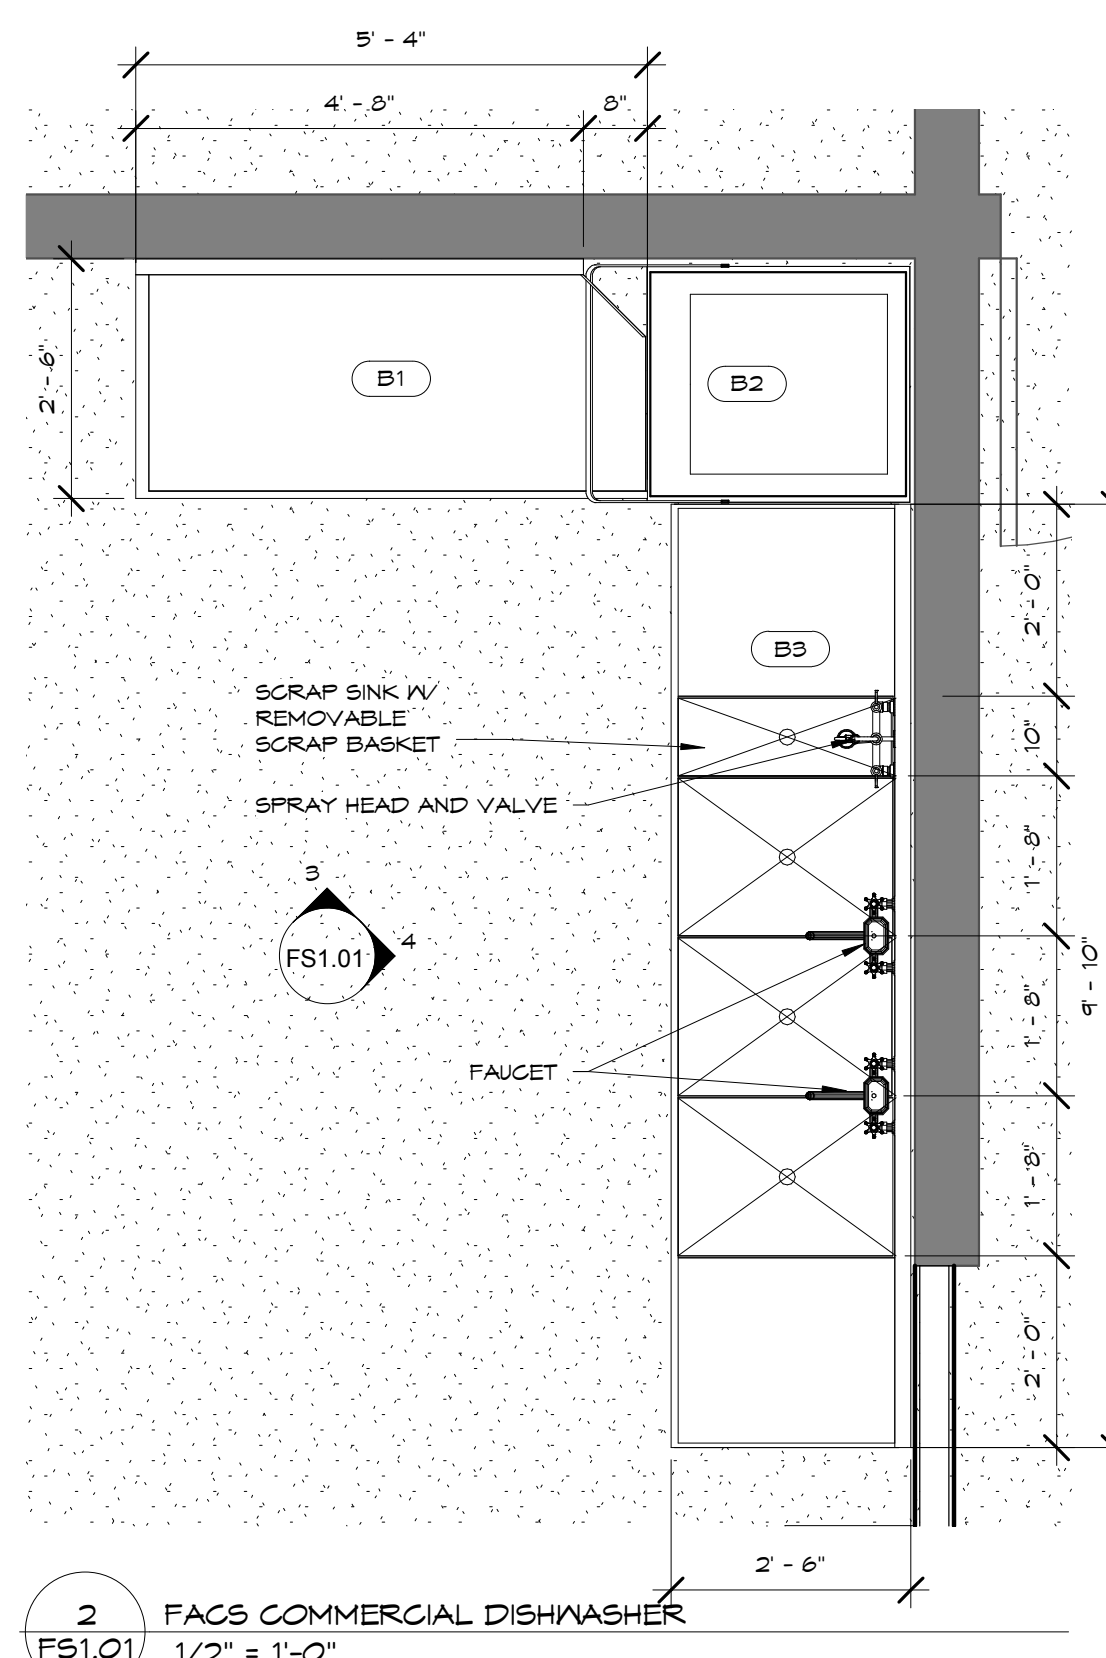 5' - 4"
4' - 8"
8"
2' - 6"
B1
B2
B3
2' - 0"
SCRAP SINK W/
REMOVABLE
SCRAP BASKET
10"
SPRAY HEAD AND VALVE
1' - 8"
3
4
FS1.01
9' - 10"
1' - 8"
FAUCET
1' - 8"
2' - 0"
2' - 6"
2
FACS COMMERCIAL DISHWASHER
FS1.01
1/2" = 1'-0"